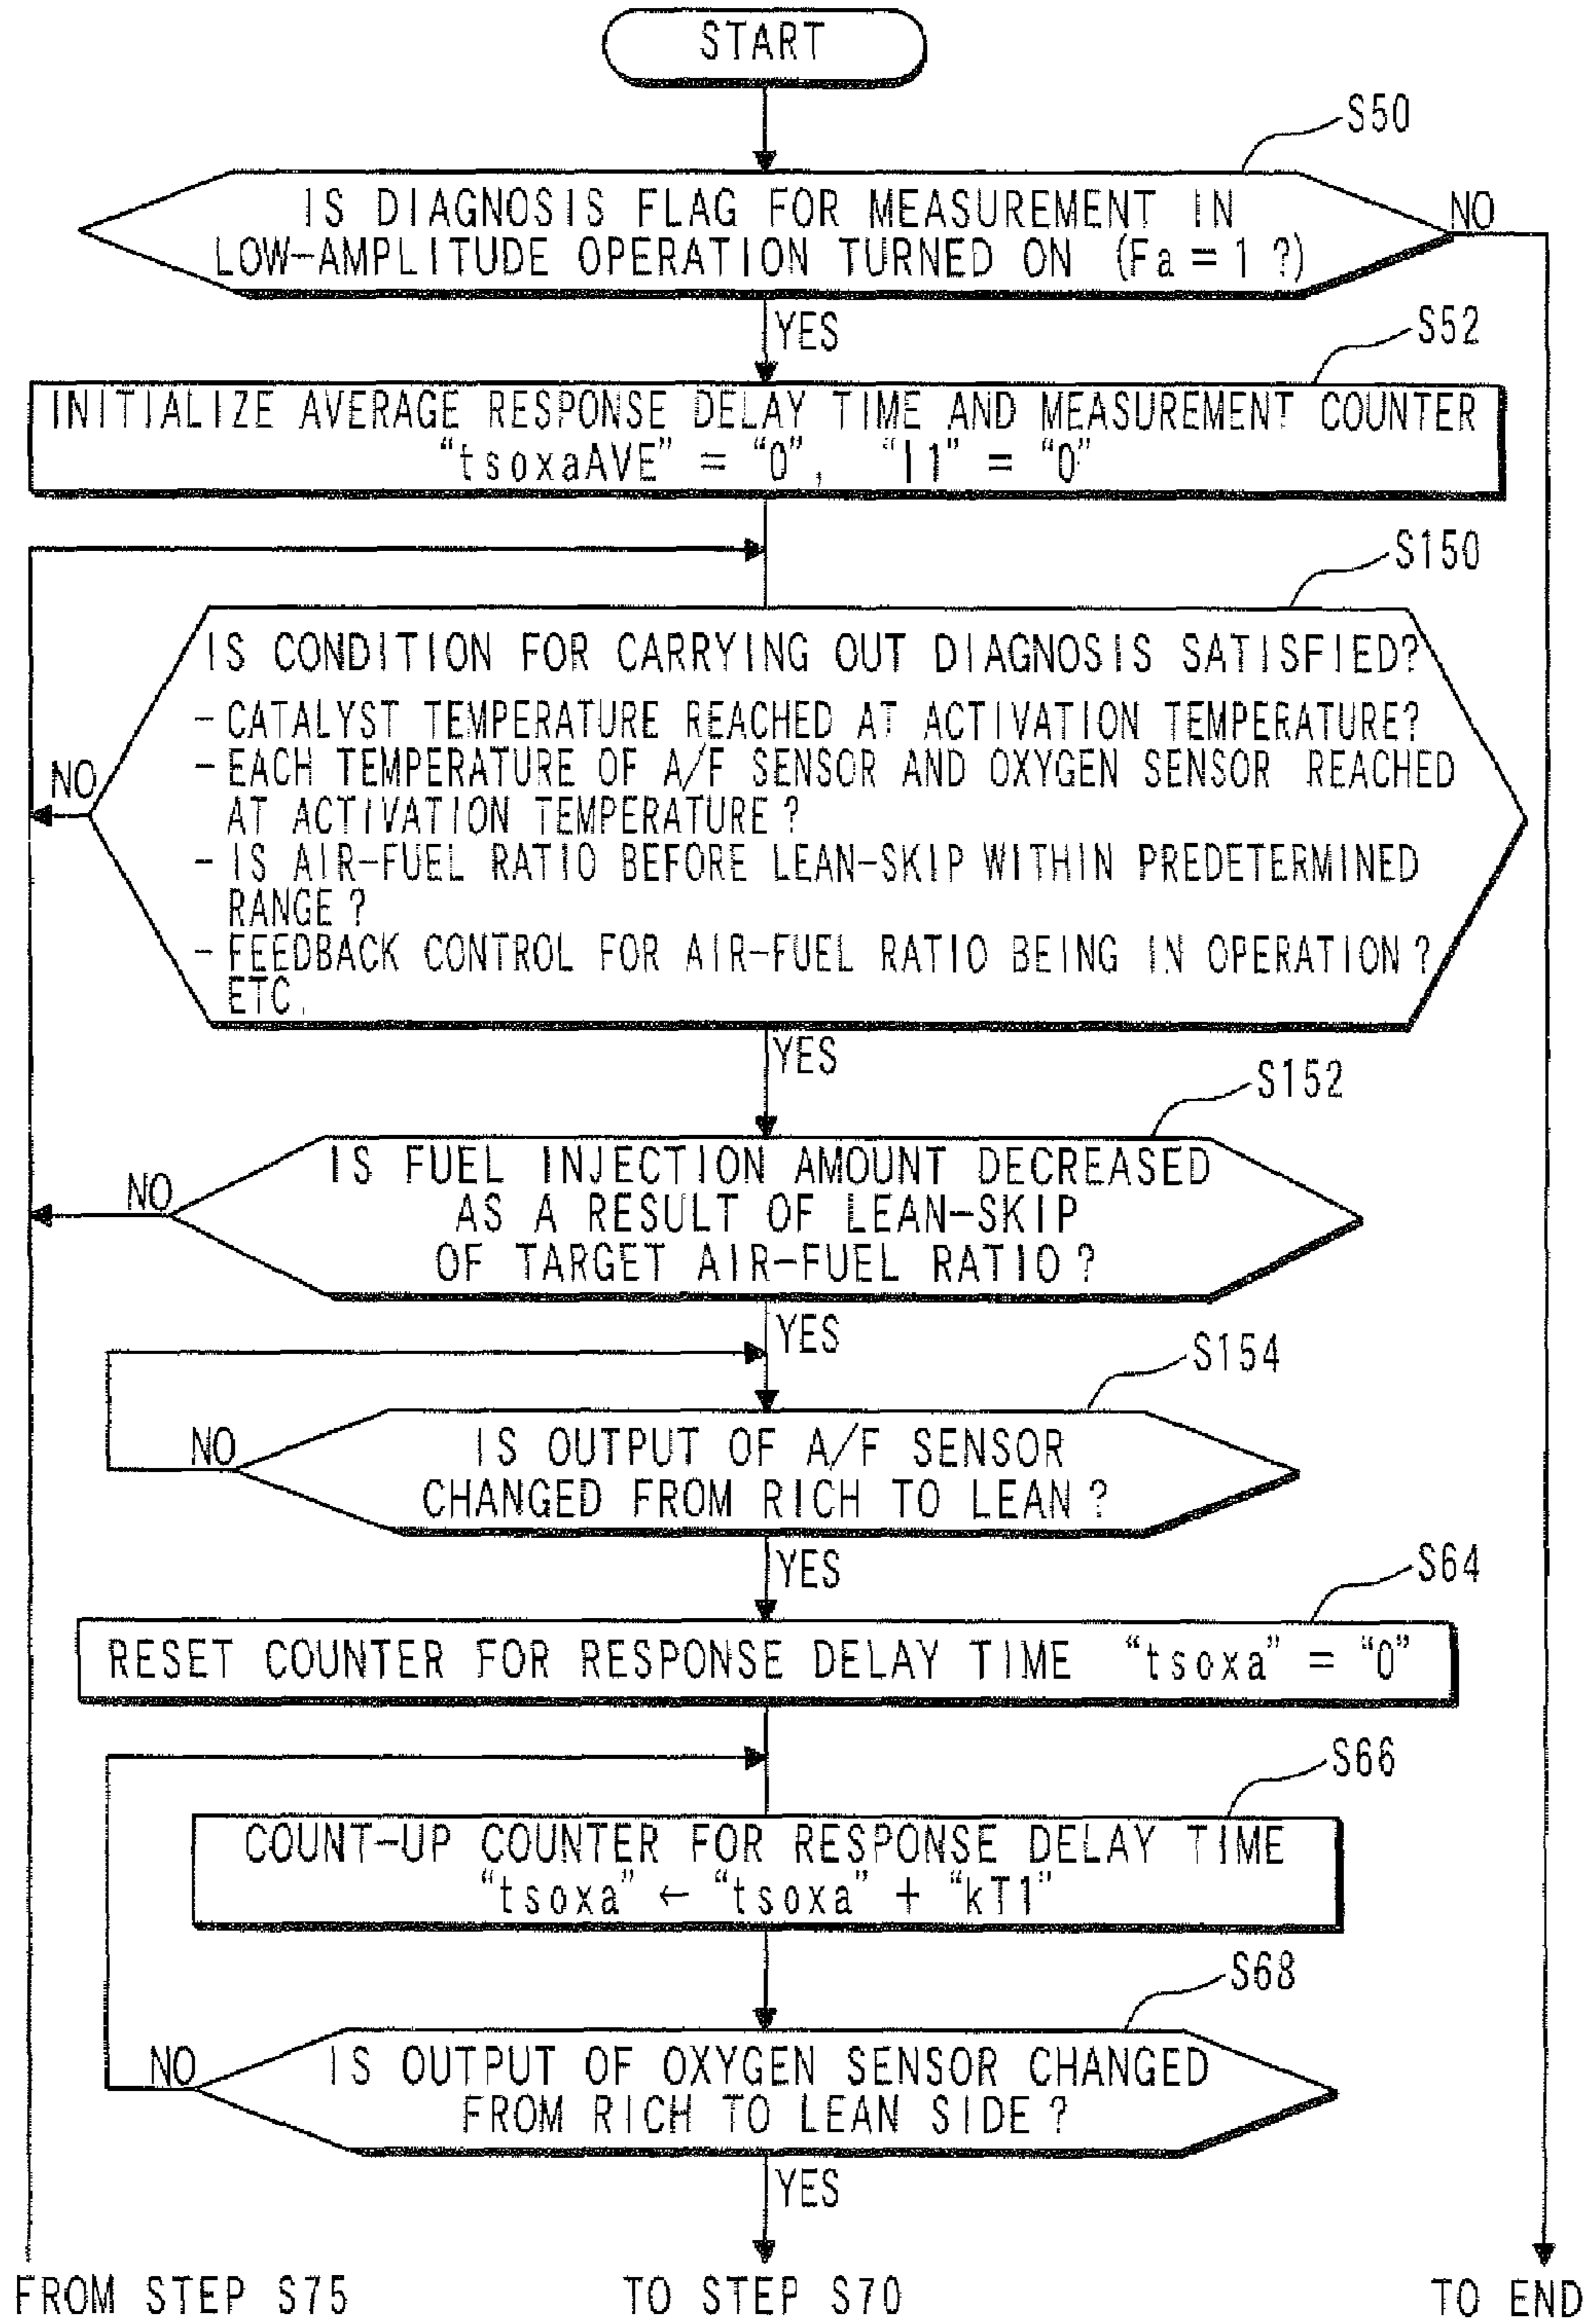 START
S50
IS DIAGNOSIS FLAG FOR MEASUREMENT IN
LOW-AMPLITUDE OPERATION TURNED ON (Fa=1?)
NO
YES
S52
INITIALIZE AVERAGE RESPONSE DELAY TIME AND MEASUREMENT COUNTER
“tsoxaAVE” = “0”, “I1” = “0”
S150
IS CONDITION FOR CARRYING OUT DIAGNOSIS SATISFIED?
- CATALYST TEMPERATURE REACHED AT ACTIVATION TEMPERATURE?
- EACH TEMPERATURE OF A/F SENSOR AND OXYGEN SENSOR REACHED
AT ACTIVATION TEMPERATURE?
- IS AIR-FUEL RATIO BEFORE LEAN-SKIP WITHIN PREDETERMINED
RANGE?
- FEEDBACK CONTROL FOR AIR-FUEL RATIO BEING IN OPERATION?
ETC.
NO
YES
S152
IS FUEL INJECTION AMOUNT DECREASED
AS A RESULT OF LEAN-SKIP
OF TARGET AIR-FUEL RATIO?
NO
YES
S154
IS OUTPUT OF A/F SENSOR
CHANGED FROM RICH TO LEAN?
NO
YES
S64
RESET COUNTER FOR RESPONSE DELAY TIME “tsoxa” = “0”
S66
COUNT-UP COUNTER FOR RESPONSE DELAY TIME
“tsoxa” ← “tsoxa” + “kT1”
S68
IS OUTPUT OF OXYGEN SENSOR CHANGED
FROM RICH TO LEAN SIDE?
NO
YES
FROM STEP S75
TO STEP S70
TO END